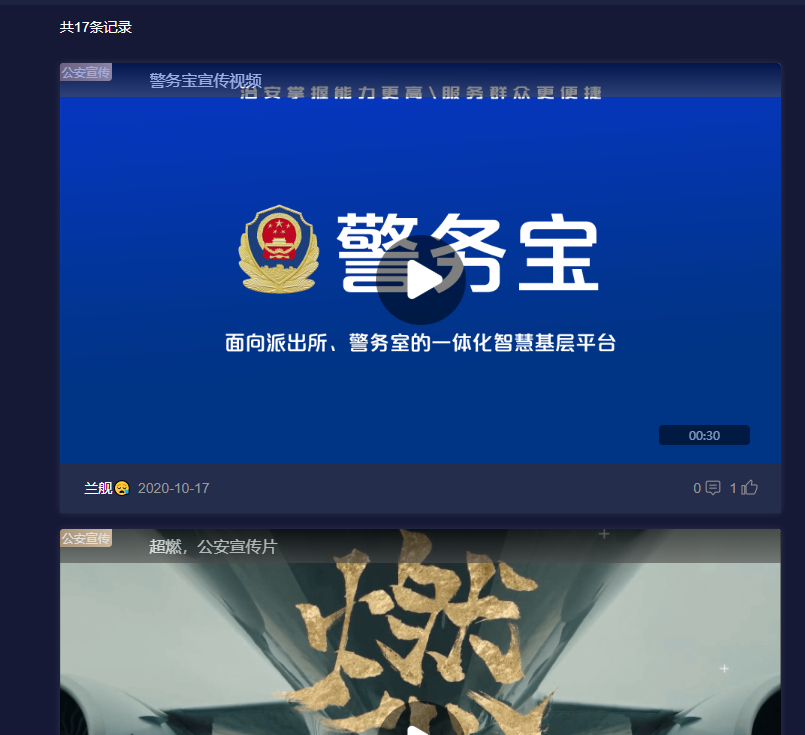 共17条记录
公安宣传
警务宝宣传视频
治安掌握能力更高\服务群众更便捷
警务宝
面向派出所、警务室的一体化智慧基层平台
00:30
兰舰😪 2020-10-17 0 1
公安宣传
超燃，公安宣传片
燃